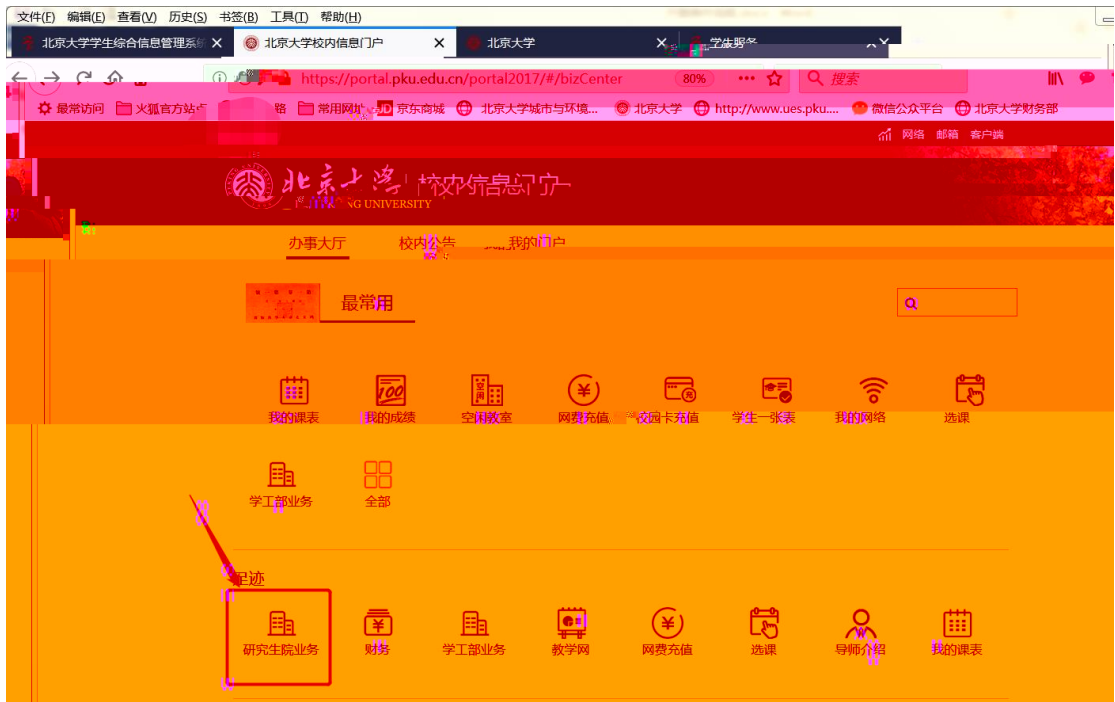 文件(F) 编辑(E) 查看(V) 历史(S) 书签(B) 工具(T) 帮助(H)
北京大学学生综合信息管理系统 北京大学校内信息门户 北京大学
https://portal.pku.edu.cn/portal2017/#/bizCenter 80% 搜索
最常访问 火狐官方站点 常用网址 JD 京东商城 北京大学城市与环境... 北京大学 http://www.ues.pku.... 微信公众平台 北京大学财务部
网络 邮箱 客户端
北京大学 校内信息门户
NG UNIVERSITY
办事大厅 校内公告 我的门户
最常用
我的课表 我的成绩 空闲教室 网费充值 校园卡充值 学生一张表 我的网络 选课
学工部业务 全部
足迹
研究生院业务 财务 学工部业务 教学网 网费充值 选课 导师介绍 我的课表